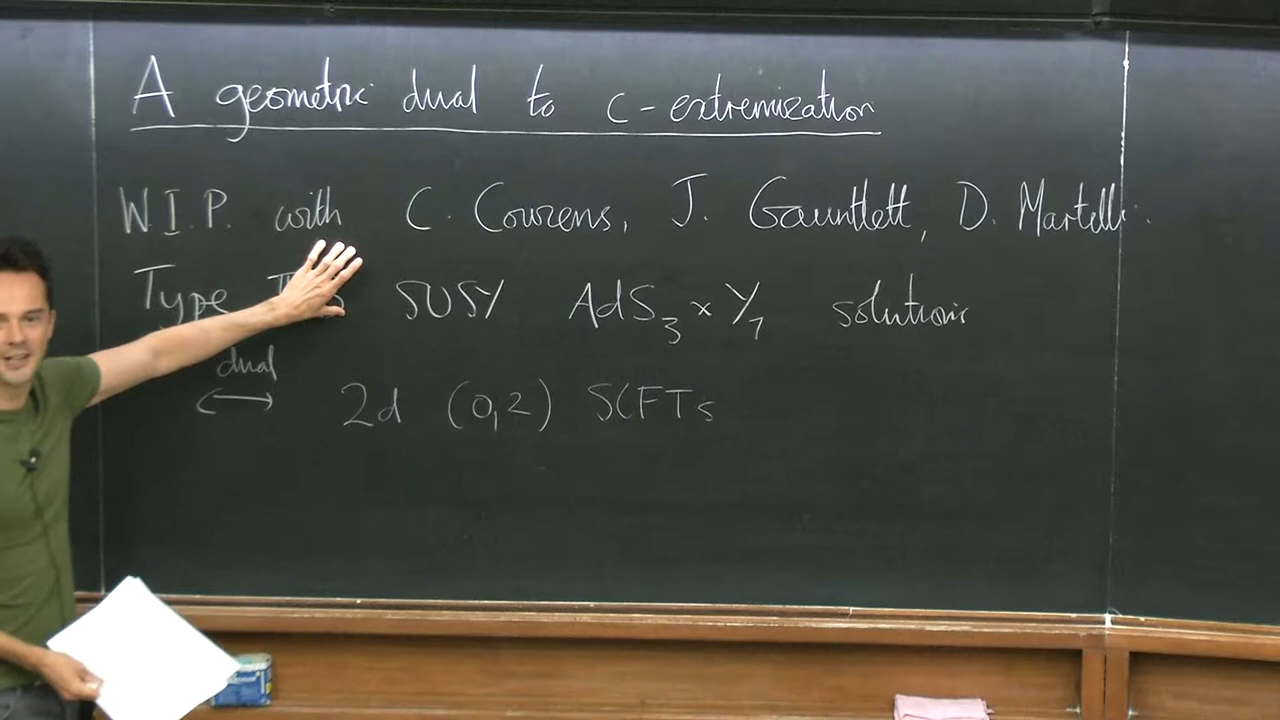 A geometric dual to c-extremization
W.I.P. with C. Couzens, J. Gauntlett, D. Martelli.
Type SUSY AdS₃ × Y₇ solutions
dual
⟷ 2d (0,2) SCFTs